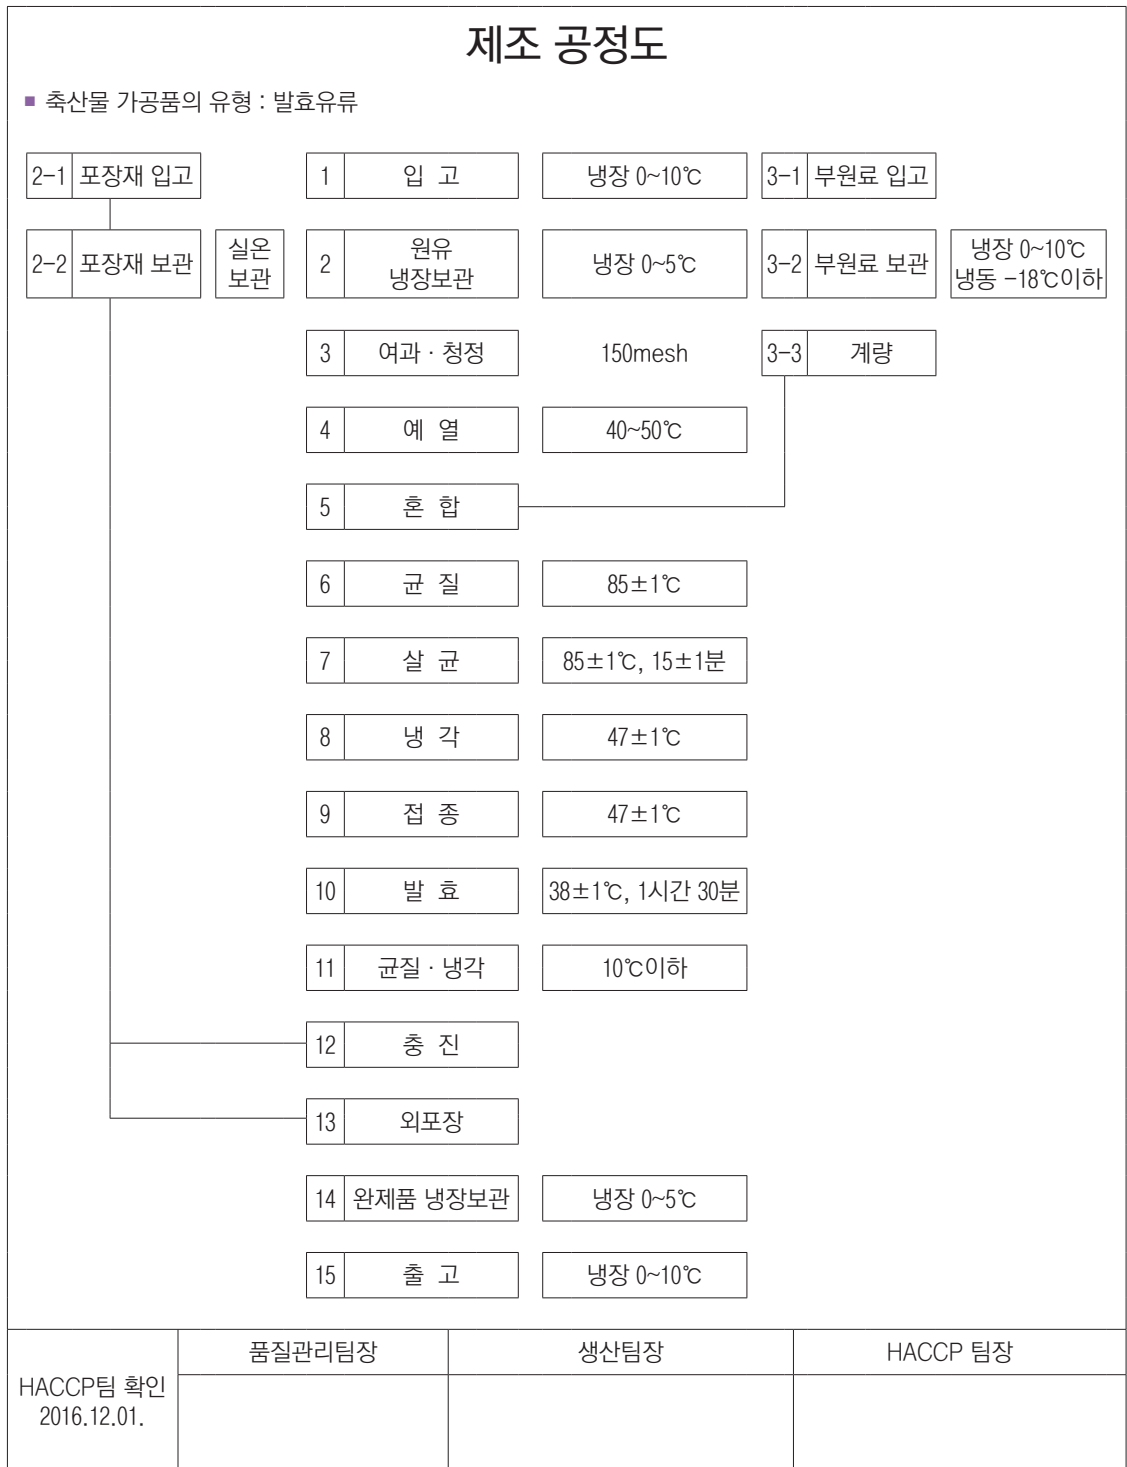 제조 공정도
■ 축산물 가공품의 유형 : 발효유류
2-1 포장재 입고 1 입 고 냉장 0~10℃ 3-1 부원료 입고
2-2 포장재 보관 실온 보관 2 원유 냉장보관 냉장 0~5℃ 3-2 부원료 보관 냉장 0~10℃ 냉동 -18℃이하
3 여과 · 청정 150mesh 3-3 계량
4 예 열 40~50℃
5 혼 합
6 균 질 85±1℃
7 살 균 85±1℃, 15±1분
8 냉 각 47±1℃
9 접 종 47±1℃
10 발 효 38±1℃, 1시간 30분
11 균질 · 냉각 10℃이하
12 충 진
13 외포장
14 완제품 냉장보관 냉장 0~5℃
15 출 고 냉장 0~10℃
HACCP팀 확인
2016.12.01.
품질관리팀장 생산팀장 HACCP 팀장